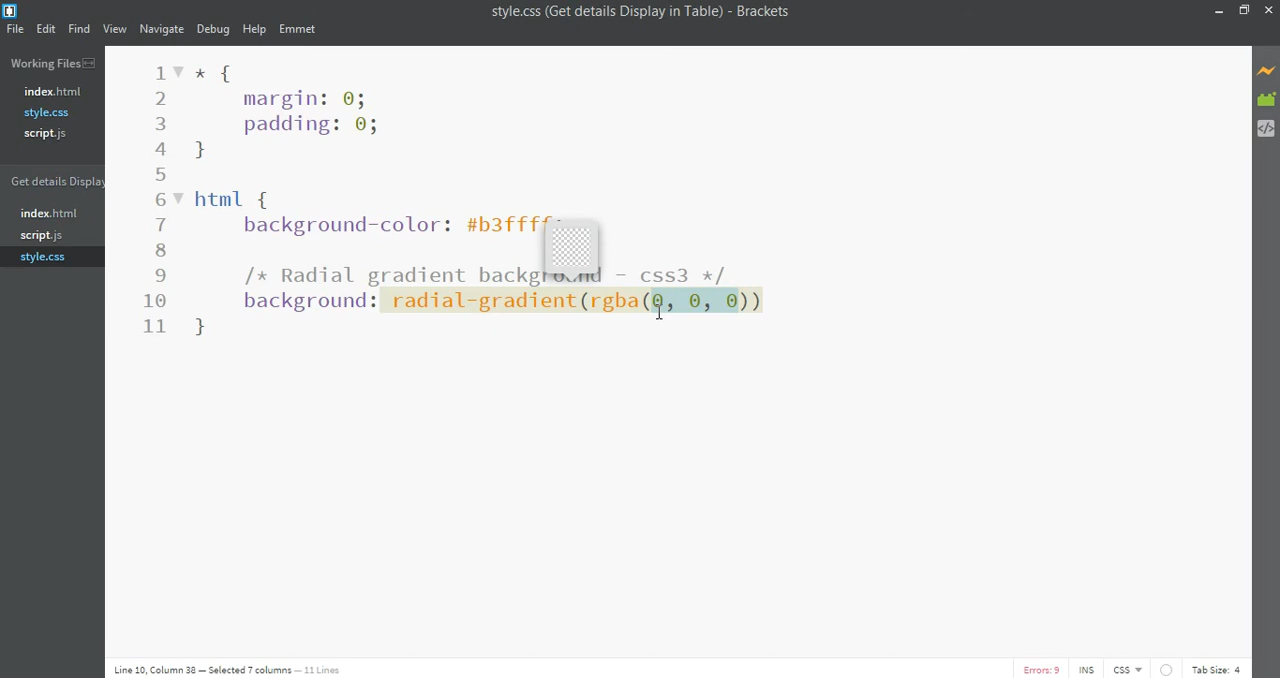 style.css (Get details Display in Table) - Brackets
File Edit Find View Navigate Debug Help Emmet
Working Files
index.html
style.css
script.js
Get details Display
index.html
script.js
style.css
1 * {
2 margin: 0;
3 padding: 0;
4 }
5
6 html {
7 background-color: #b3ffff;
8
9 /* Radial gradient background - css3 */
10 background: radial-gradient(rgba(0, 0, 0))
11 }
Line 10, Column 38 — Selected 7 columns — 11 Lines
Errors: 9 INS CSS Tab Size: 4